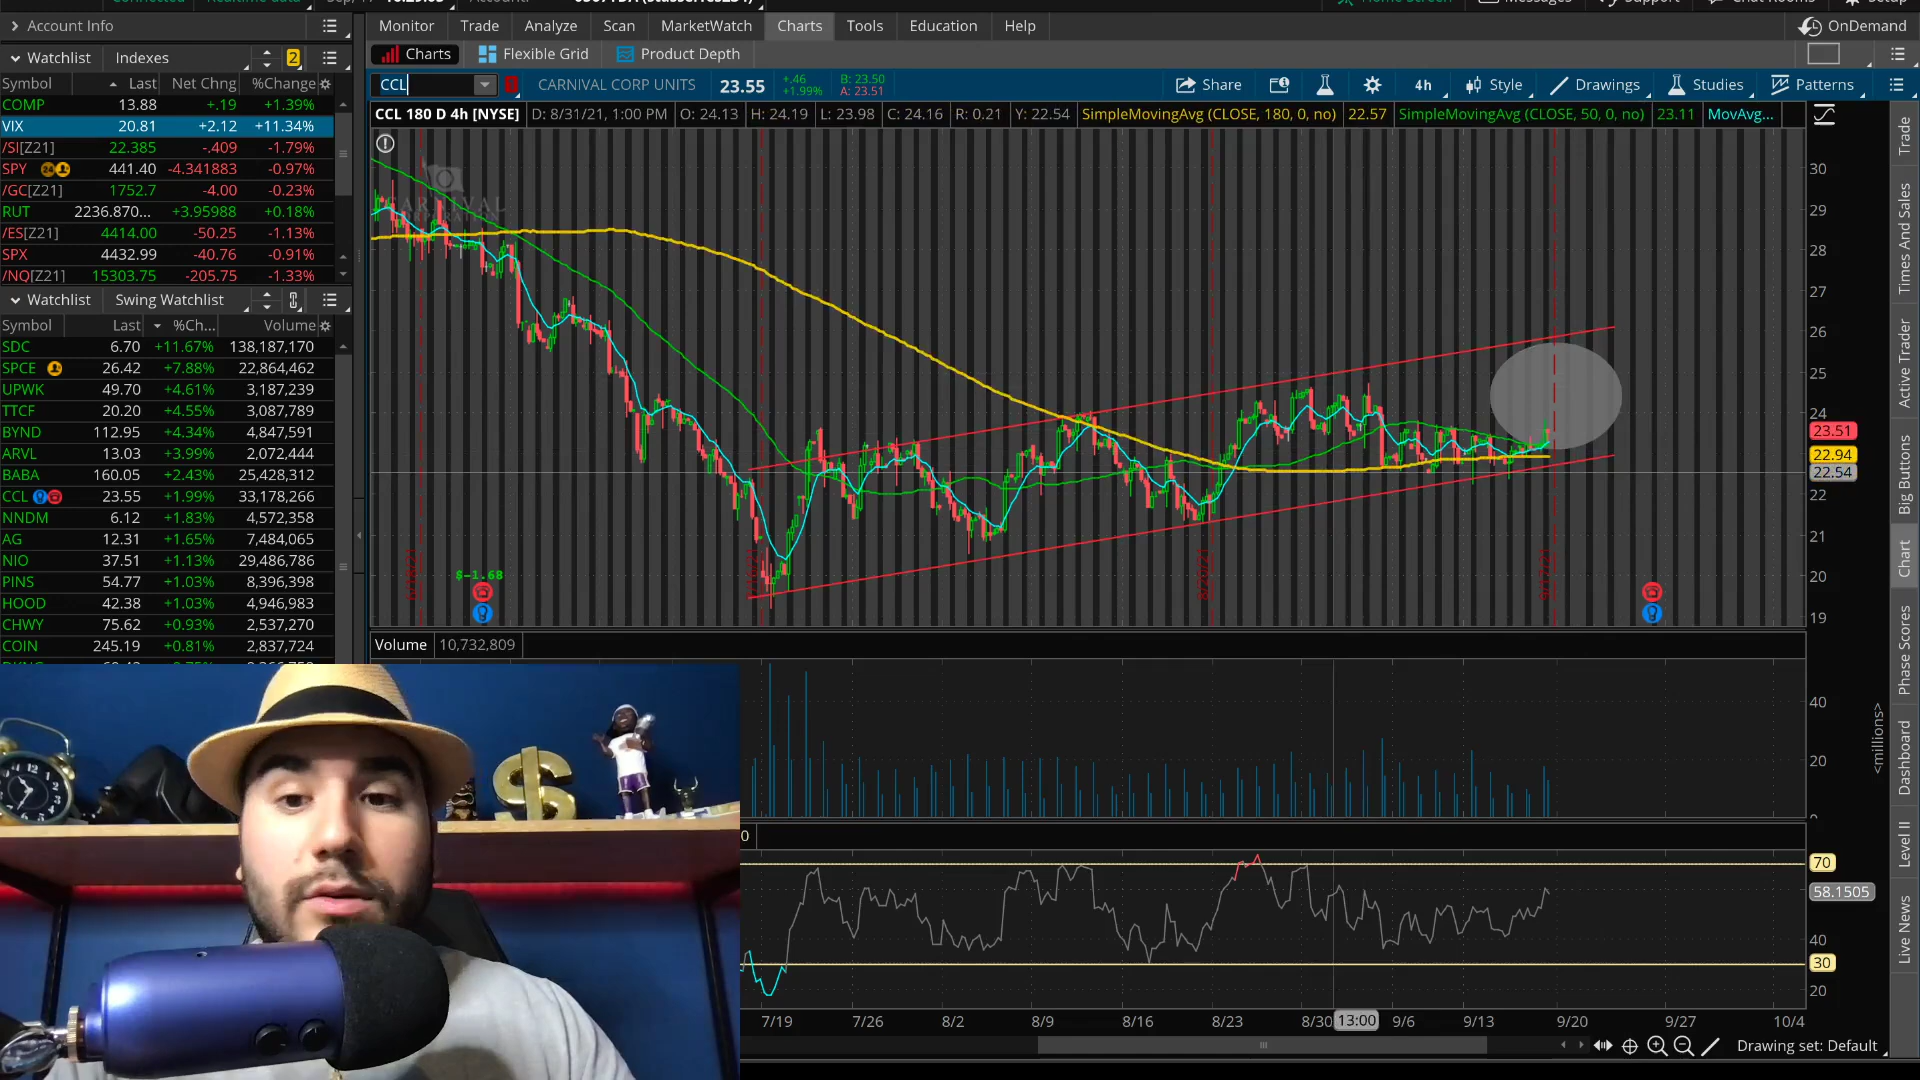 Account Info
Monitor Trade Analyze Scan MarketWatch Charts Tools Education Help
OnDemand
Watchlist Indexes 2
Charts Flexible Grid Product Depth
Symbol Last Net Chng %Change
CCL CARNIVAL CORP UNITS 23.55 +.46 +1.99% B: 23.50 A: 23.51 Share 4h Style Drawings Studies Patterns
CCL 180 D 4h [NYSE] D: 8/31/21, 1:00 PM O: 24.13 H: 24.19 L: 23.98 C: 24.16 R: 0.21 Y: 22.54 SimpleMovingAvg (CLOSE, 180, 0, no) 22.57 SimpleMovingAvg (CLOSE, 50, 0, no) 23.11 MovAvg...
COMP 13.88 +.19 +1.39%
VIX 20.81 +2.12 +11.34%
/SI[Z21] 22.385 -.409 -1.79%
SPY 441.40 -4.341883 -0.97%
/GC[Z21] 1752.7 -4.00 -0.23%
RUT 2236.870... +3.95988 +0.18%
/ES[Z21] 4414.00 -50.25 -1.13%
SPX 4432.99 -40.76 -0.91%
/NQ[Z21] 15303.75 -205.75 -1.33%
Watchlist Swing Watchlist
Symbol Last %Ch... Volume
SDC 6.70 +11.67% 138,187,170
SPCE 26.42 +7.88% 22,864,462
UPWK 49.70 +4.61% 3,187,239
TTCF 20.20 +4.55% 3,087,789
BYND 112.95 +4.34% 4,847,591
ARVL 13.03 +3.99% 2,072,444
BABA 160.05 +2.43% 25,428,312
CCL 23.55 +1.99% 33,178,266
NNDM 6.12 +1.83% 4,572,358
AG 12.31 +1.65% 7,484,065
NIO 37.51 +1.13% 29,486,786
PINS 54.77 +1.03% 8,396,398
HOOD 42.38 +1.03% 4,946,983
CHWY 75.62 +0.93% 2,537,270
COIN 245.19 +0.81% 2,837,724
CARNIVAL
CORPORATION
$-1.68
30
29
28
27
26
25
24
23.51
22.94
22.54
22
21
20
19
Volume 10,732,809
40
20
<millions>
70
58.1505
40
30
20
7/19 7/26 8/2 8/9 8/16 8/23 8/30 13:00 9/6 9/13 9/20 9/27 10/4
Drawing set: Default
Trade
Times And Sales
Active Trader
Big Buttons
Chart
Phase Scores
Dashboard
Level II
Live News